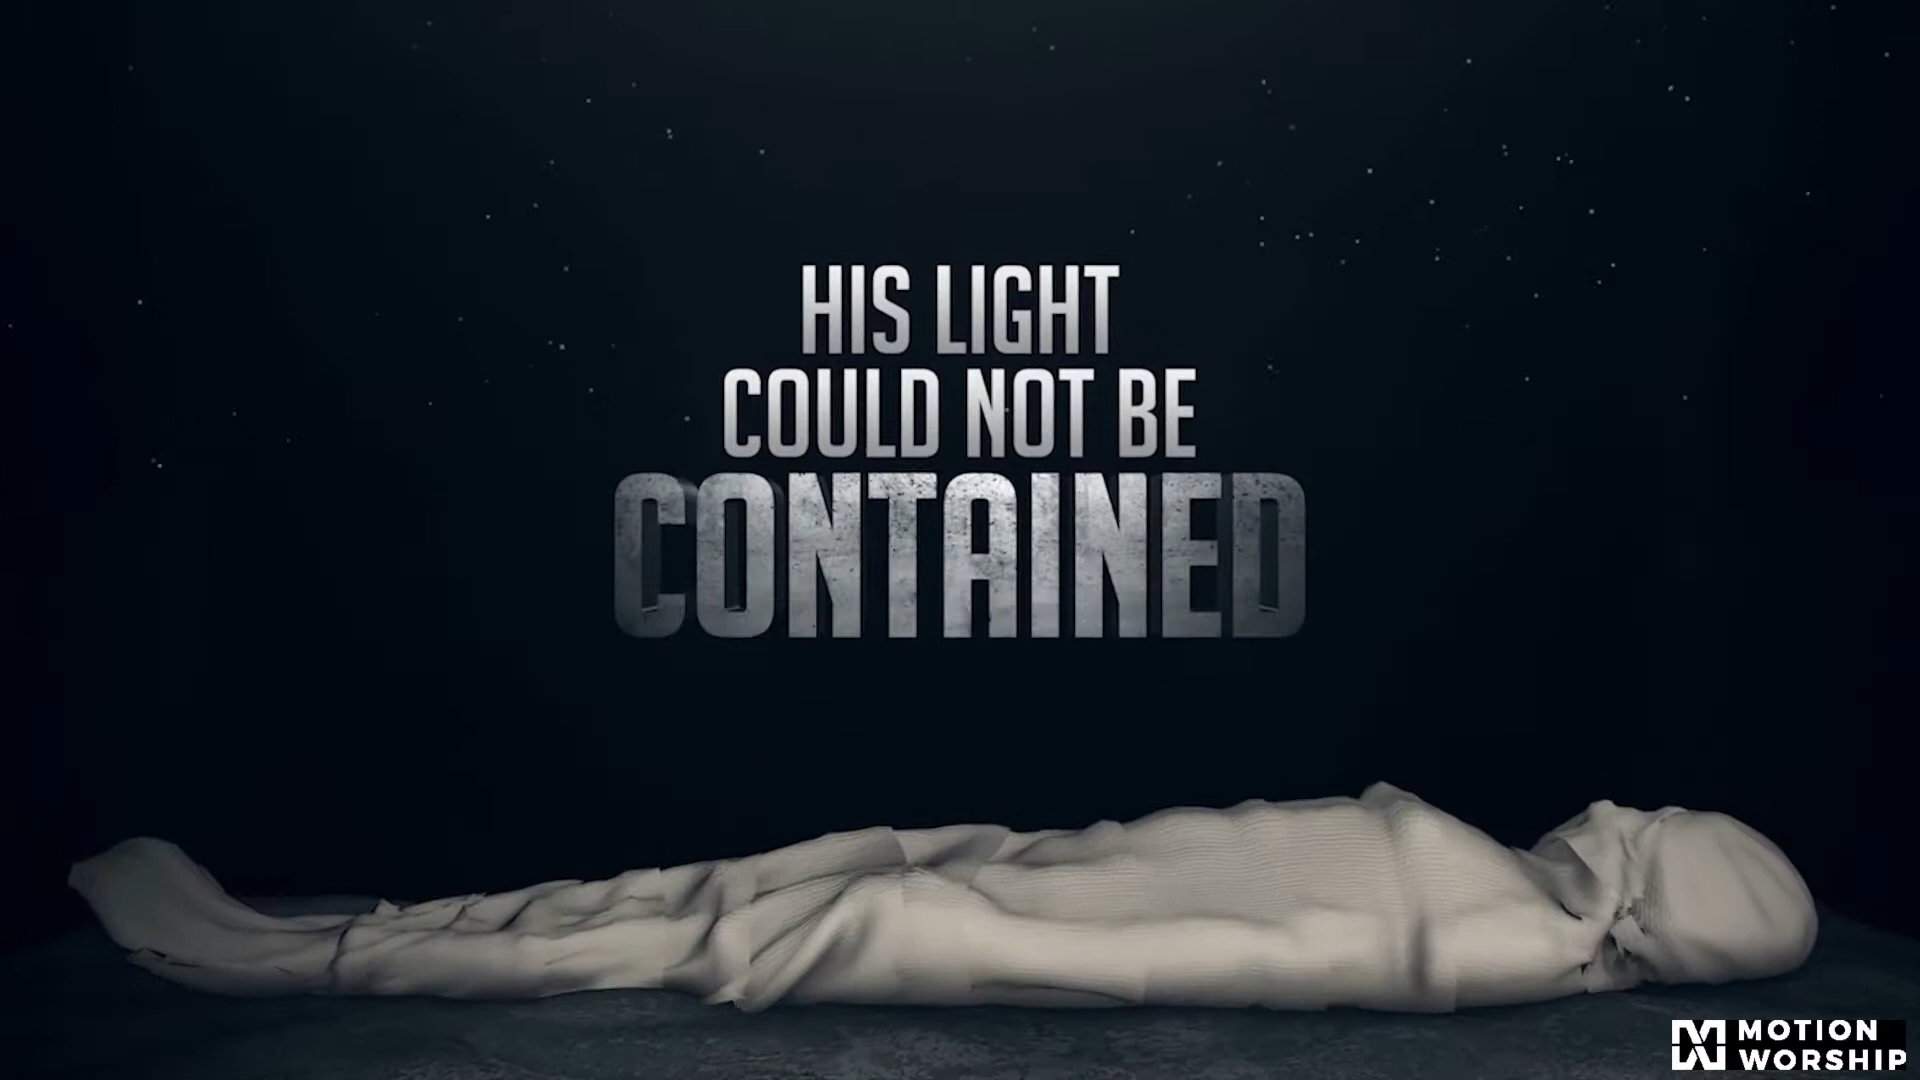 HIS LIGHT
COULD NOT BE
CONTAINED
MOTION
WORSHIP